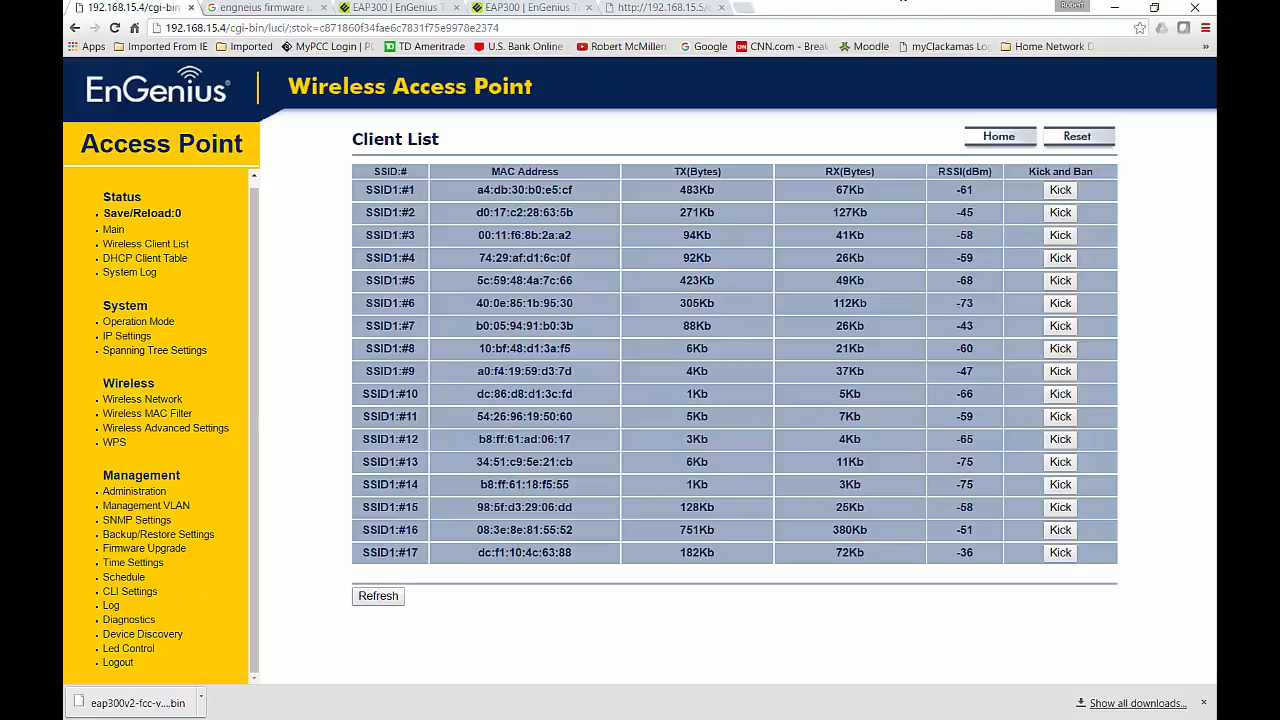 192.168.15.4/cgi-bin
engneius firmware u
EAP300 | EnGenius T
EAP300 | EnGenius T
http://192.168.15.5/c
Robert
192.168.15.4/cgi-bin/luci/;stok=c871860f34fae6c7831f75e9978e2374
Apps Imported From IE Imported MyPCC Login | PC TD Ameritrade U.S. Bank Online Robert McMillen Google CNN.com - Break Moodle myClackamas Lo Home Network D »
EnGenius® Wireless Access Point
Access Point
Status
Save/Reload:0
Main
Wireless Client List
DHCP Client Table
System Log
System
Operation Mode
IP Settings
Spanning Tree Settings
Wireless
Wireless Network
Wireless MAC Filter
Wireless Advanced Settings
WPS
Management
Administration
Management VLAN
SNMP Settings
Backup/Restore Settings
Firmware Upgrade
Time Settings
Schedule
CLI Settings
Log
Diagnostics
Device Discovery
Led Control
Logout
Client List Home Reset
SSID:# MAC Address TX(Bytes) RX(Bytes) RSSI(dBm) Kick and Ban
SSID1:#1 a4:db:30:b0:e5:cf 483Kb 67Kb -61 Kick
SSID1:#2 d0:17:c2:28:63:5b 271Kb 127Kb -45 Kick
SSID1:#3 00:11:f6:8b:2a:a2 94Kb 41Kb -58 Kick
SSID1:#4 74:29:af:d1:6c:0f 92Kb 26Kb -59 Kick
SSID1:#5 5c:59:48:4a:7c:66 423Kb 49Kb -68 Kick
SSID1:#6 40:0e:85:1b:95:30 305Kb 112Kb -73 Kick
SSID1:#7 b0:05:94:91:b0:3b 88Kb 26Kb -43 Kick
SSID1:#8 10:bf:48:d1:3a:f5 6Kb 21Kb -60 Kick
SSID1:#9 a0:f4:19:59:d3:7d 4Kb 37Kb -47 Kick
SSID1:#10 dc:86:d8:d1:3c:fd 1Kb 5Kb -66 Kick
SSID1:#11 54:26:96:19:50:60 5Kb 7Kb -59 Kick
SSID1:#12 b8:ff:61:ad:06:17 3Kb 4Kb -65 Kick
SSID1:#13 34:51:c9:5e:21:cb 6Kb 11Kb -75 Kick
SSID1:#14 b8:ff:61:18:f5:55 1Kb 3Kb -75 Kick
SSID1:#15 98:5f:d3:29:06:dd 128Kb 25Kb -58 Kick
SSID1:#16 08:3e:8e:81:55:52 751Kb 380Kb -51 Kick
SSID1:#17 dc:f1:10:4c:63:88 182Kb 72Kb -36 Kick
Refresh
eap300v2-fcc-v....bin
Show all downloads...